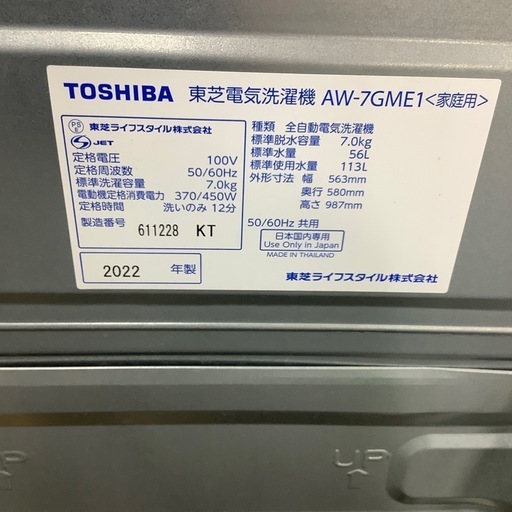 TOSHIBA 東芝電気洗濯機 AW-7GME1<家庭用>
PS E 東芝ライフスタイル株式会社
S JET
定格電圧 100V
定格周波数 50/60Hz
標準洗濯容量 7.0kg
電動機定格消費電力 370/450W
定格時間 洗いのみ 12分
製造番号 611228 KT
2022 年製
種類 全自動電気洗濯機
標準脱水容量 7.0kg
標準水量 56L
標準使用水量 113L
外形寸法 幅 563mm
奥行 580mm
高さ 987mm
50/60Hz 共用
日本国内専用
Use Only in Japan
MADE IN THAILAND
東芝ライフスタイル株式会社
UP
UP